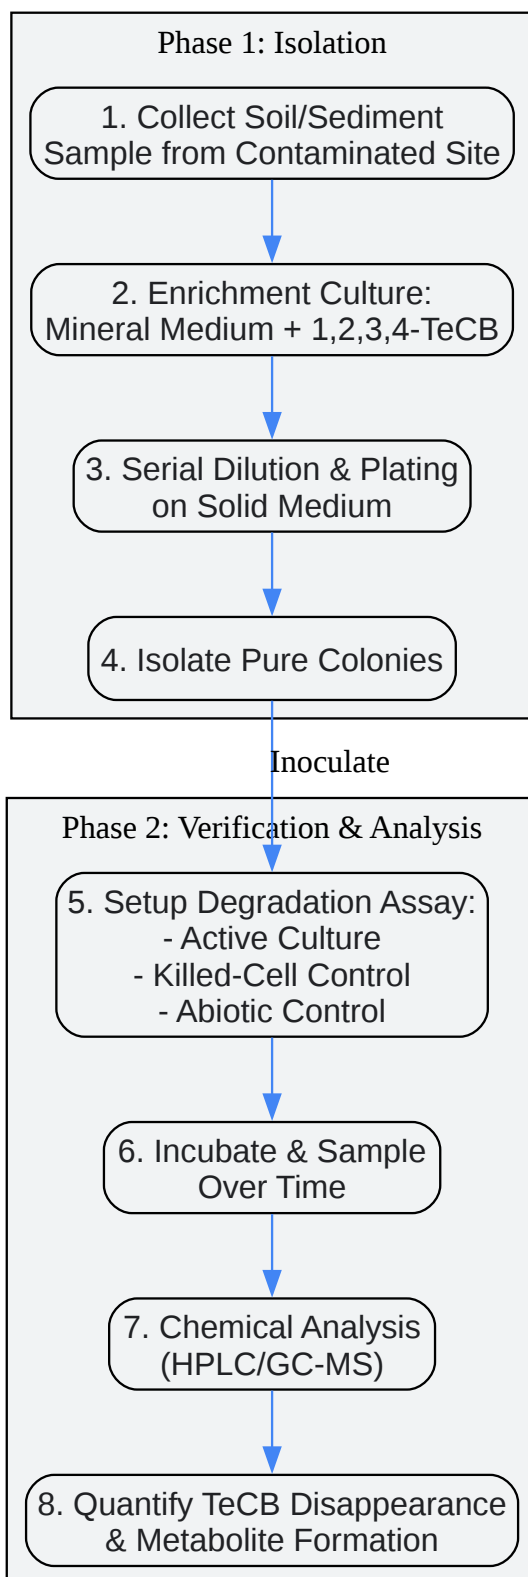 Phase 1: Isolation
1. Collect Soil/Sediment
Sample from Contaminated Site
2. Enrichment Culture:
Mineral Medium + 1,2,3,4-TeCB
3. Serial Dilution & Plating
on Solid Medium
4. Isolate Pure Colonies
Inoculate
Phase 2: Verification & Analysis
5. Setup Degradation Assay:
- Active Culture
- Killed-Cell Control
- Abiotic Control
6. Incubate & Sample
Over Time
7. Chemical Analysis
(HPLC/GC-MS)
8. Quantify TeCB Disappearance
& Metabolite Formation